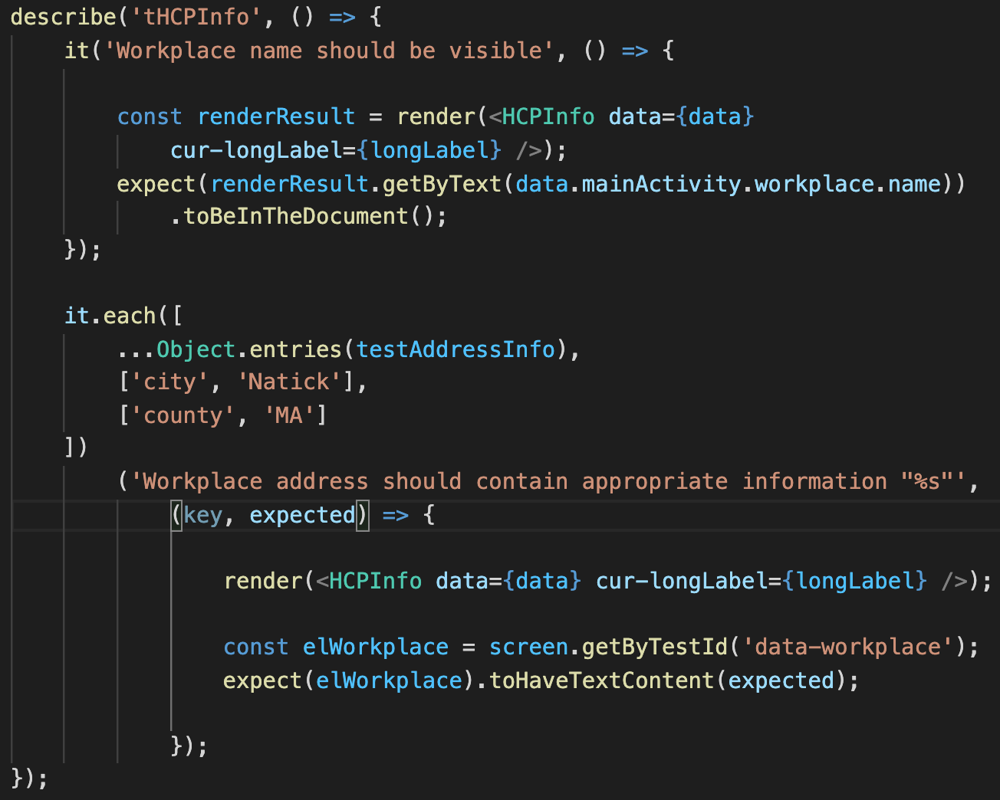 describe('tHCPInfo', () => {
    it('Workplace name should be visible', () => {
        const renderResult = render(<HCPInfo data={data}
            cur-longLabel={longLabel} />);
        expect(renderResult.getByText(data.mainActivity.workplace.name))
            .toBeInTheDocument();
    });
    it.each([
        ...Object.entries(testAddressInfo),
        ['city', 'Natick'],
        ['county', 'MA']
    ])
        ('Workplace address should contain appropriate information "%s"',
            (key, expected) => {
                render(<HCPInfo data={data} cur-longLabel={longLabel} />);
                const elWorkplace = screen.getByTestId('data-workplace');
                expect(elWorkplace).toHaveTextContent(expected);
            });
});